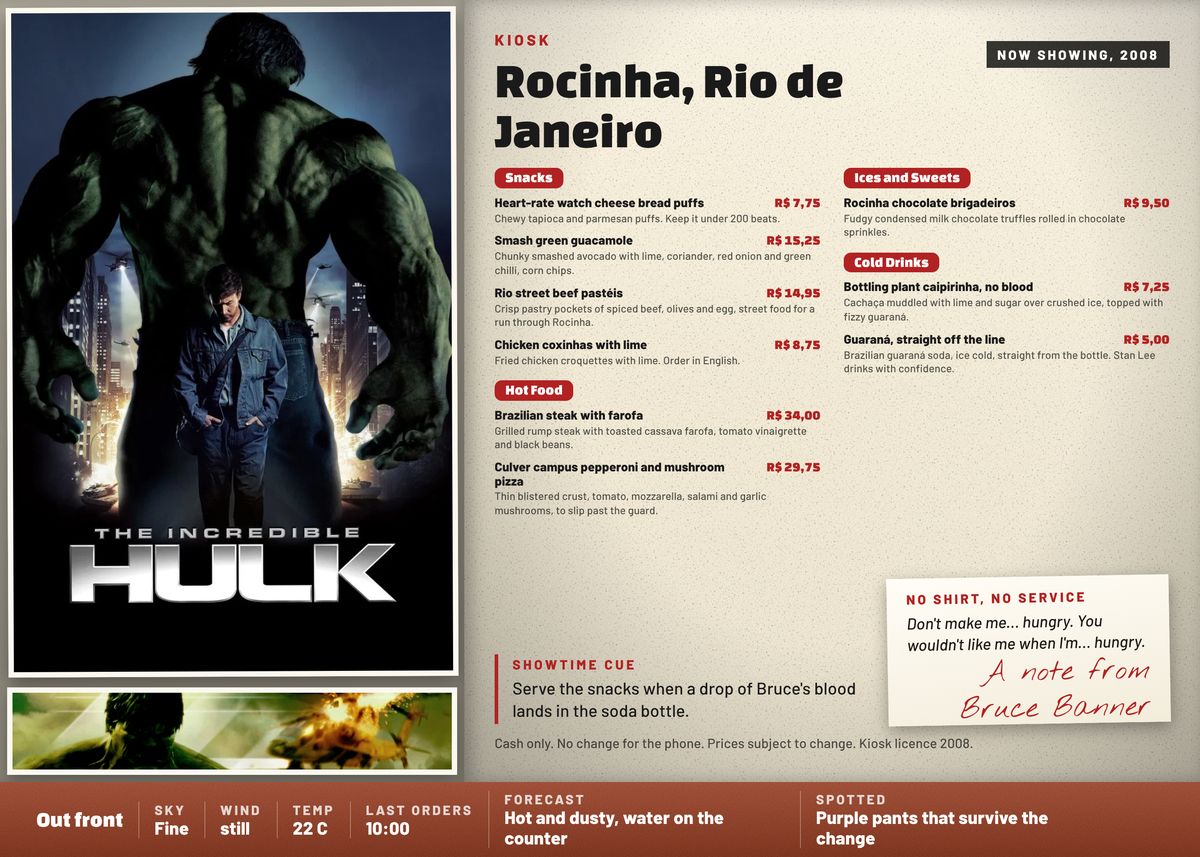 THE INCREDIBLE
HULK
KIOSK
NOW SHOWING, 2008
Rocinha, Rio de
Janeiro
Snacks
Heart-rate watch cheese bread puffs R$ 7,75
Chewy tapioca and parmesan puffs. Keep it under 200 beats.
Smash green guacamole R$ 15,25
Chunky smashed avocado with lime, coriander, red onion and green
chilli, corn chips.
Rio street beef pastéis R$ 14,95
Crisp pastry pockets of spiced beef, olives and egg, street food for a
run through Rocinha.
Chicken coxinhas with lime R$ 8,75
Fried chicken croquettes with lime. Order in English.
Hot Food
Brazilian steak with farofa R$ 34,00
Grilled rump steak with toasted cassava farofa, tomato vinaigrette
and black beans.
Culver campus pepperoni and mushroom R$ 29,75
pizza
Thin blistered crust, tomato, mozzarella, salami and garlic
mushrooms, to slip past the guard.
Ices and Sweets
Rocinha chocolate brigadeiros R$ 9,50
Fudgy condensed milk chocolate truffles rolled in chocolate
sprinkles.
Cold Drinks
Bottling plant caipirinha, no blood R$ 7,25
Cachaça muddled with lime and sugar over crushed ice, topped with
fizzy guaraná.
Guaraná, straight off the line R$ 5,00
Brazilian guaraná soda, ice cold, straight from the bottle. Stan Lee
drinks with confidence.
SHOWTIME CUE
Serve the snacks when a drop of Bruce's blood
lands in the soda bottle.
NO SHIRT, NO SERVICE
Don't make me... hungry. You
wouldn't like me when I'm... hungry.
A note from
Bruce Banner
Cash only. No change for the phone. Prices subject to change. Kiosk licence 2008.
Out front
SKY
Fine
WIND
still
TEMP
22 C
LAST ORDERS
10:00
FORECAST
Hot and dusty, water on the
counter
SPOTTED
Purple pants that survive the
change